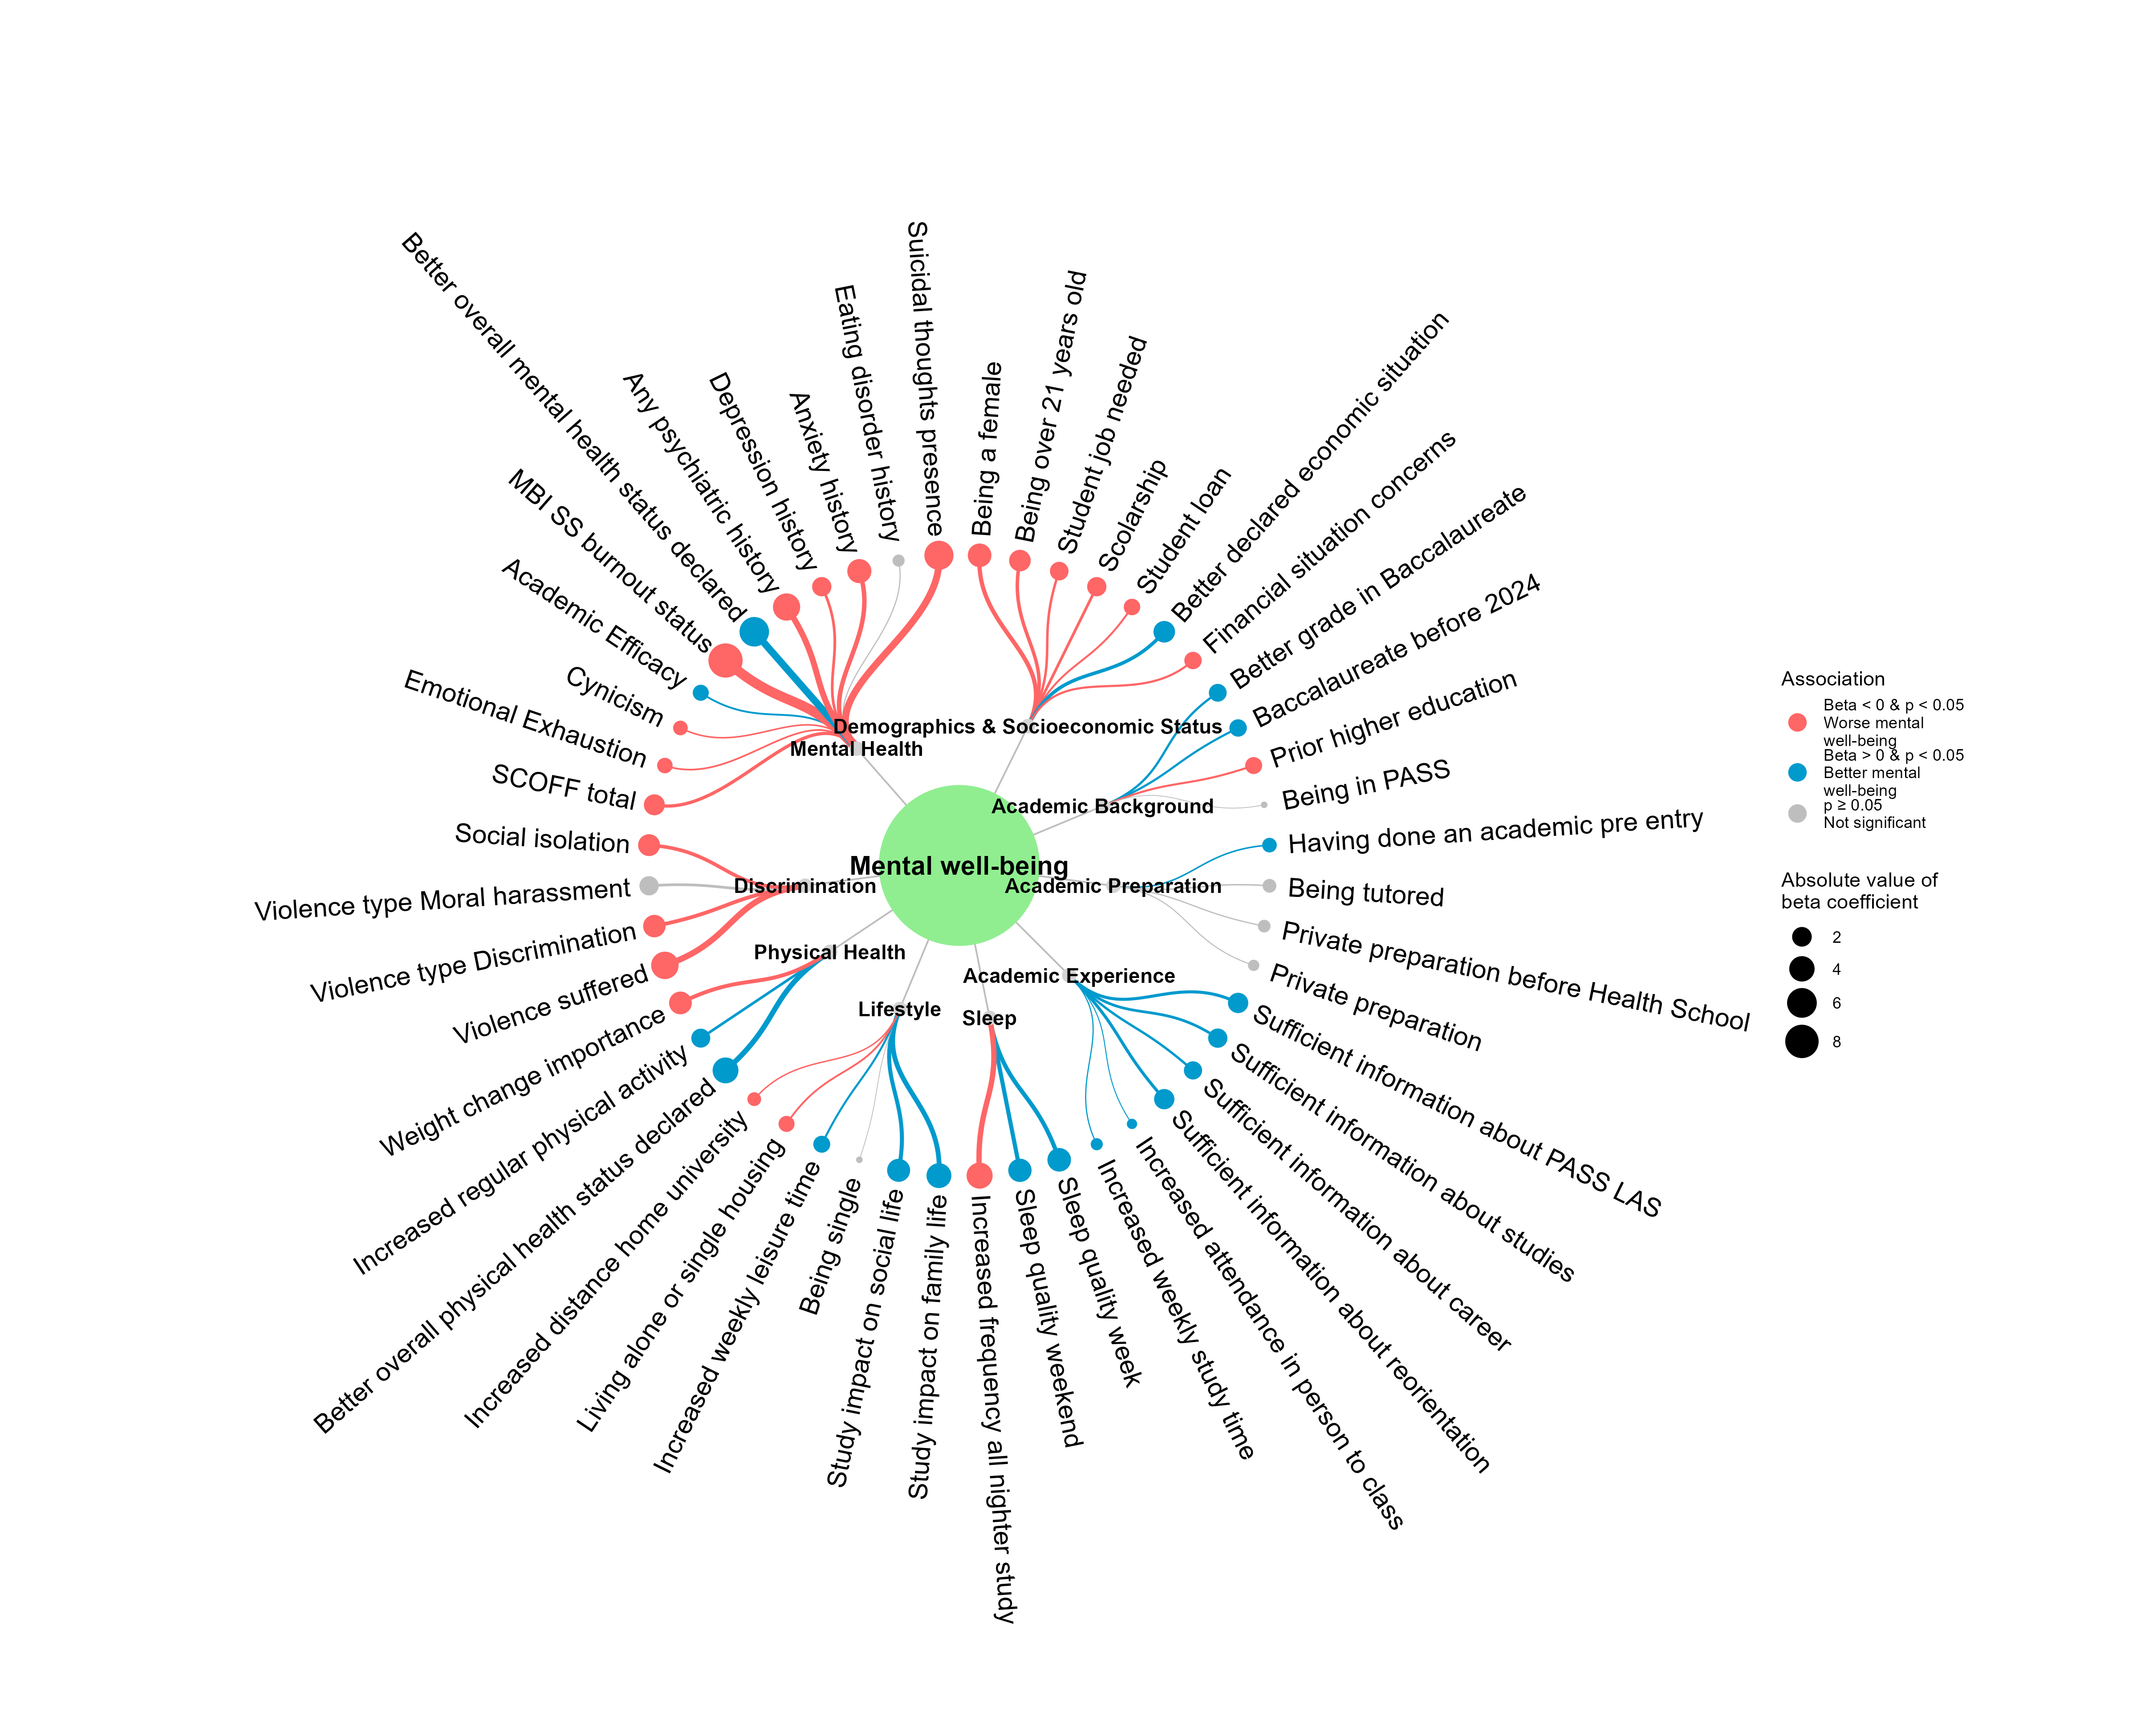 Suicidal thoughts presence
Being a female
Being over 21 years old
Student job needed
Scolarship
Student loan
Better declared economic situation
Financial situation concerns
Better grade in Baccalaureate
Baccalaureate before 2024
Prior higher education
Being in PASS
Having done an academic pre entry
Being tutored
Private preparation before Health School
Private preparation
Sufficient information about PASS LAS
Sufficient information about studies
Sufficient information about career
Sufficient information about reorientation
Increased attendance in person to class
Increased weekly study time
Sleep quality week
Sleep quality weekend
Increased frequency all nighter study
Study impact on family life
Study impact on social life
Being single
Increased weekly leisure time
Living alone or single housing
Increased distance home university
Better overall physical health status declared
Increased regular physical activity
Weight change importance
Violence suffered
Violence type Discrimination
Violence type Moral harassment
Social isolation
SCOFF total
Emotional Exhaustion
Cynicism
Academic Efficacy
MBI SS burnout status
Better overall mental health status declared
Any psychiatric history
Depression history
Anxiety history
Eating disorder history
Demographics & Socioeconomic Status
Mental Health
Academic Background
Mental well-being
Discrimination
Academic Preparation
Physical Health
Academic Experience
Lifestyle
Sleep
Association
Beta < 0 & p < 0.05
Worse mental
well-being
Beta > 0 & p < 0.05
Better mental
well-being
p ≥ 0.05
Not significant
Absolute value of
beta coefficient
2
4
6
8